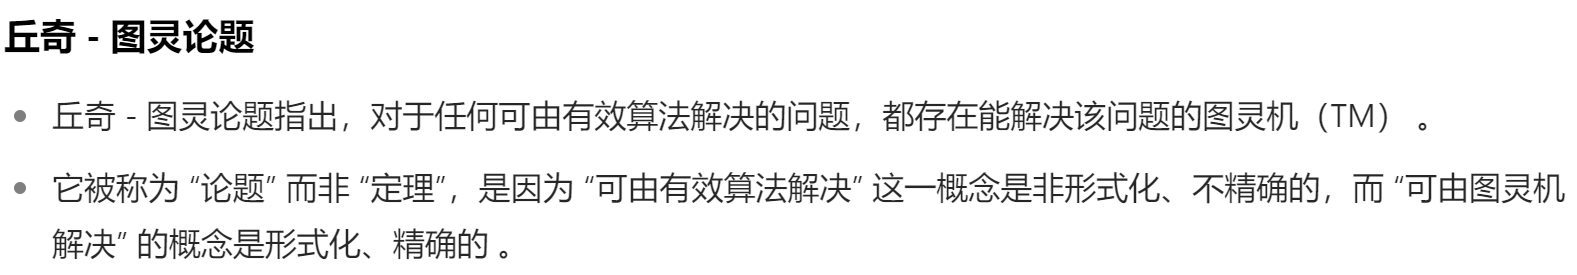 丘奇 - 图灵论题
• 丘奇 - 图灵论题指出，对于任何可由有效算法解决的问题，都存在能解决该问题的图灵机（TM） 。
• 它被称为 “论题” 而非 “定理”，是因为 “可由有效算法解决” 这一概念是非形式化、不精确的，而 “可由图灵机
解决” 的概念是形式化、精确的 。